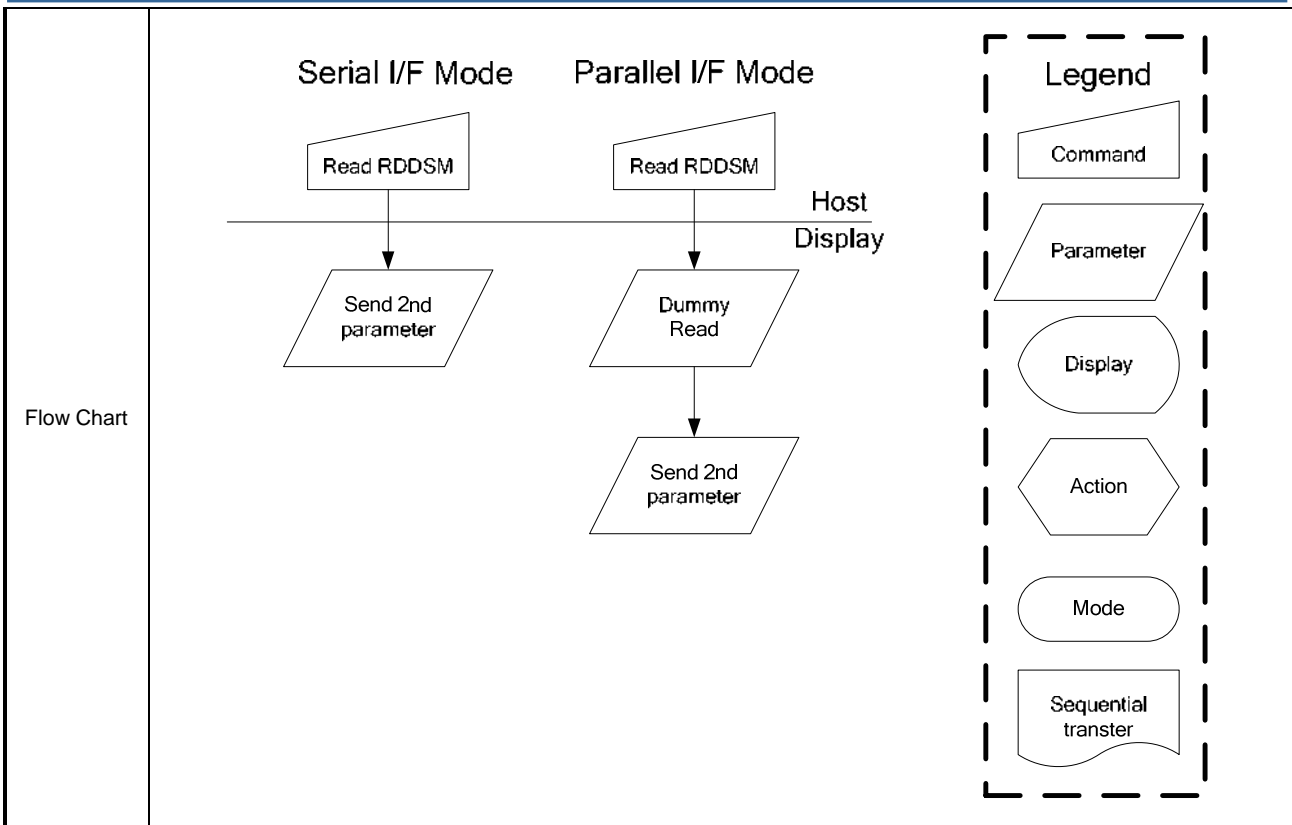 Flow Chart
Serial I/F Mode
Read RDDSM
Send 2nd
parameter
Parallel I/F Mode
Read RDDSM
Host
Display
Dummy
Read
Send 2nd
parameter
Legend
Command
Parameter
Display
Action
Mode
Sequential
transter